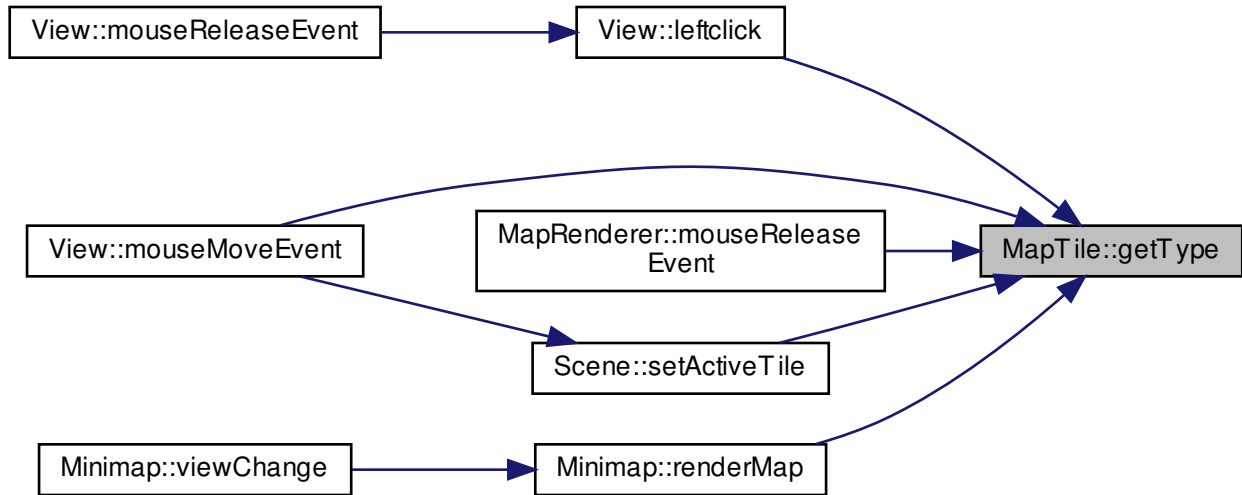 View::mouseReleaseEvent
View::leftclick
View::mouseMoveEvent
MapRenderer::mouseRelease
Event
MapTile::getType
Scene::setActiveTile
Minimap::viewChange
Minimap::renderMap